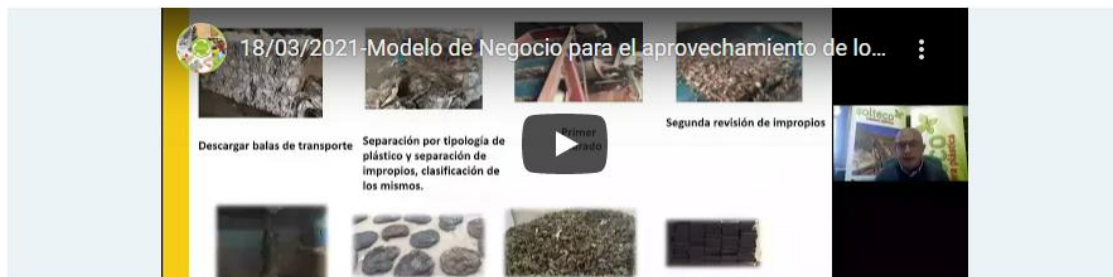 18/03/2021-Modelo de Negocio para el aprovechamiento de lo...
Descargar balas de transporte
Separación por tipología de
plástico y separación de
impropios, clasificación de
los mismos.
Primer
Segunda revisión de impropios
solteco